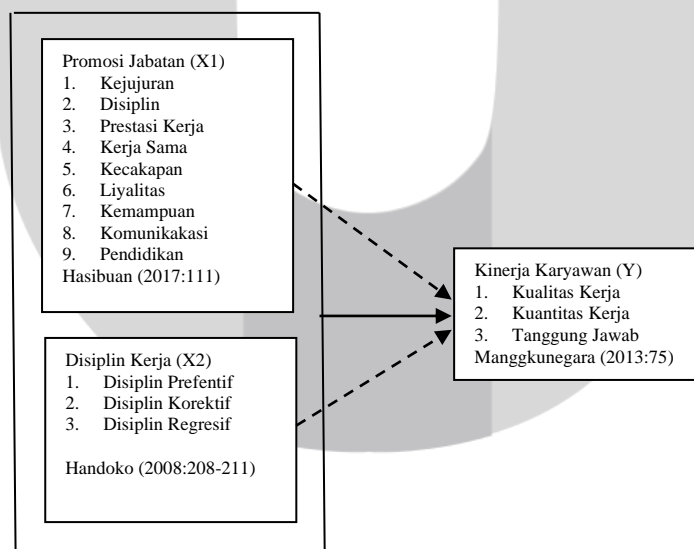 Promosi Jabatan (X1)
1. Kejujuran
2. Disiplin
3. Prestasi Kerja
4. Kerja Sama
5. Kecakapan
6. Liyalitas
7. Kemampuan
8. Komunikakasi
9. Pendidikan
Hasibuan (2017:111)
Kinerja Karyawan (Y)
1. Kualitas Kerja
2. Kuantitas Kerja
3. Tanggung Jawab
Manggkunegara (2013:75)
Disiplin Kerja (X2)
1. Disiplin Prefentif
2. Disiplin Korektif
3. Disiplin Regresif
Handoko (2008:208-211)